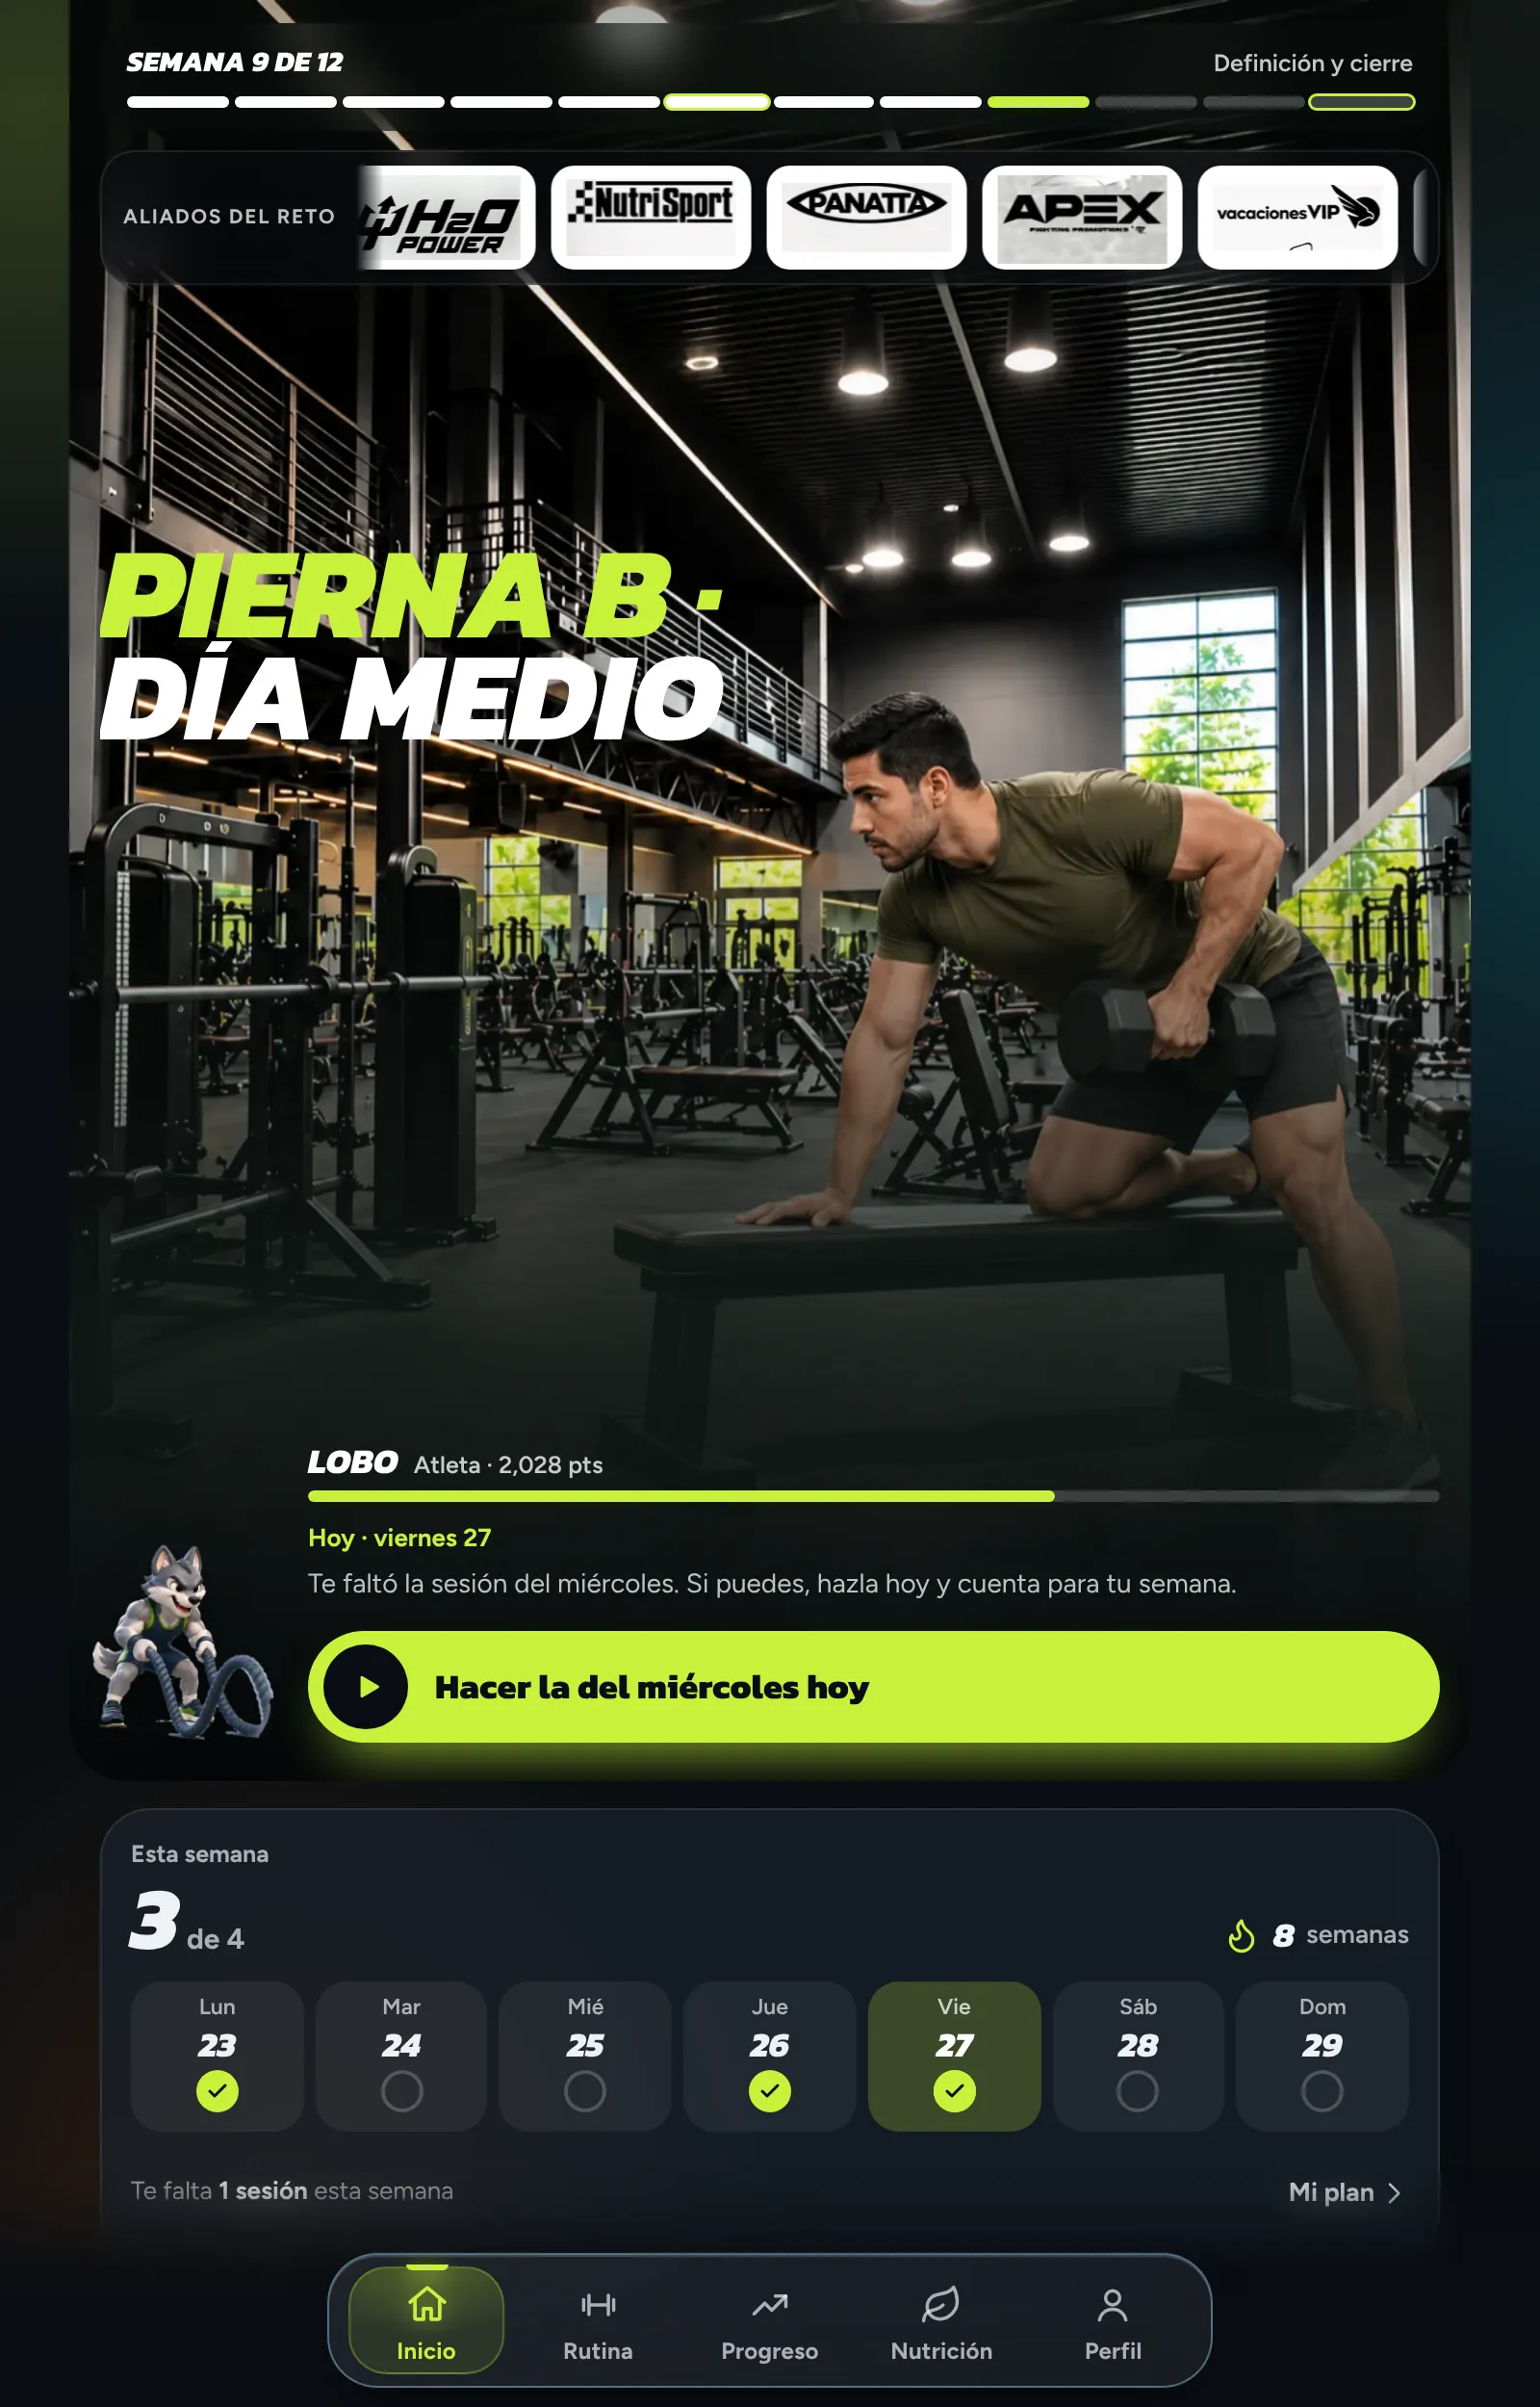 SEMANA 9 DE 12
Definición y cierre
ALIADOS DEL RETO
H2O
POWER
NutriSport
PANATTA
APEX
FIGHTING PROMOTIONS
vacaciones VIP
PIERNA B ·
DÍA MEDIO
LOBO Atleta · 2,028 pts
Hoy · viernes 27
Te faltó la sesión del miércoles. Si puedes, hazla hoy y cuenta para tu semana.
Hacer la del miércoles hoy
Esta semana
3 de 4
8 semanas
Lun Mar Mié Jue Vie Sáb Dom
23 24 25 26 27 28 29
Te falta 1 sesión esta semana
Mi plan
Inicio Rutina Progreso Nutrición Perfil